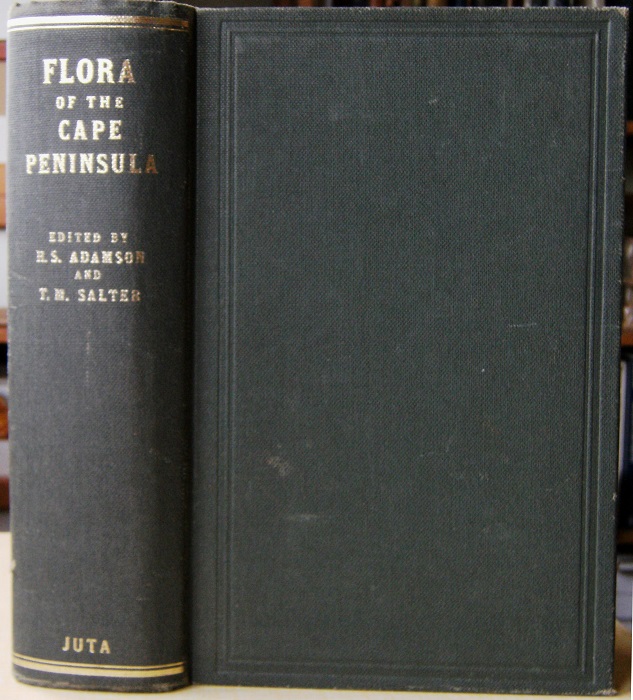 FLORA
OF THE
CAPE
PENINSULA
EDITED BY
R.S. ADAMSON
AND
T. M. SALTER
JUTA